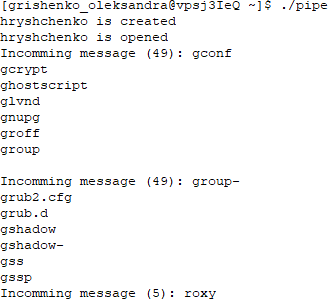 [grishenko_oleksandra@vpsj3IeQ ~]$ ./pipe
hryshchenko is created
hryshchenko is opened
Incomming message (49): gconf
gcrypt
ghostscript
glvnd
gnupg
groff
group

Incomming message (49): group-
grub2.cfg
grub.d
gshadow
gshadow-
gss
gssp
Incomming message (5): roxy